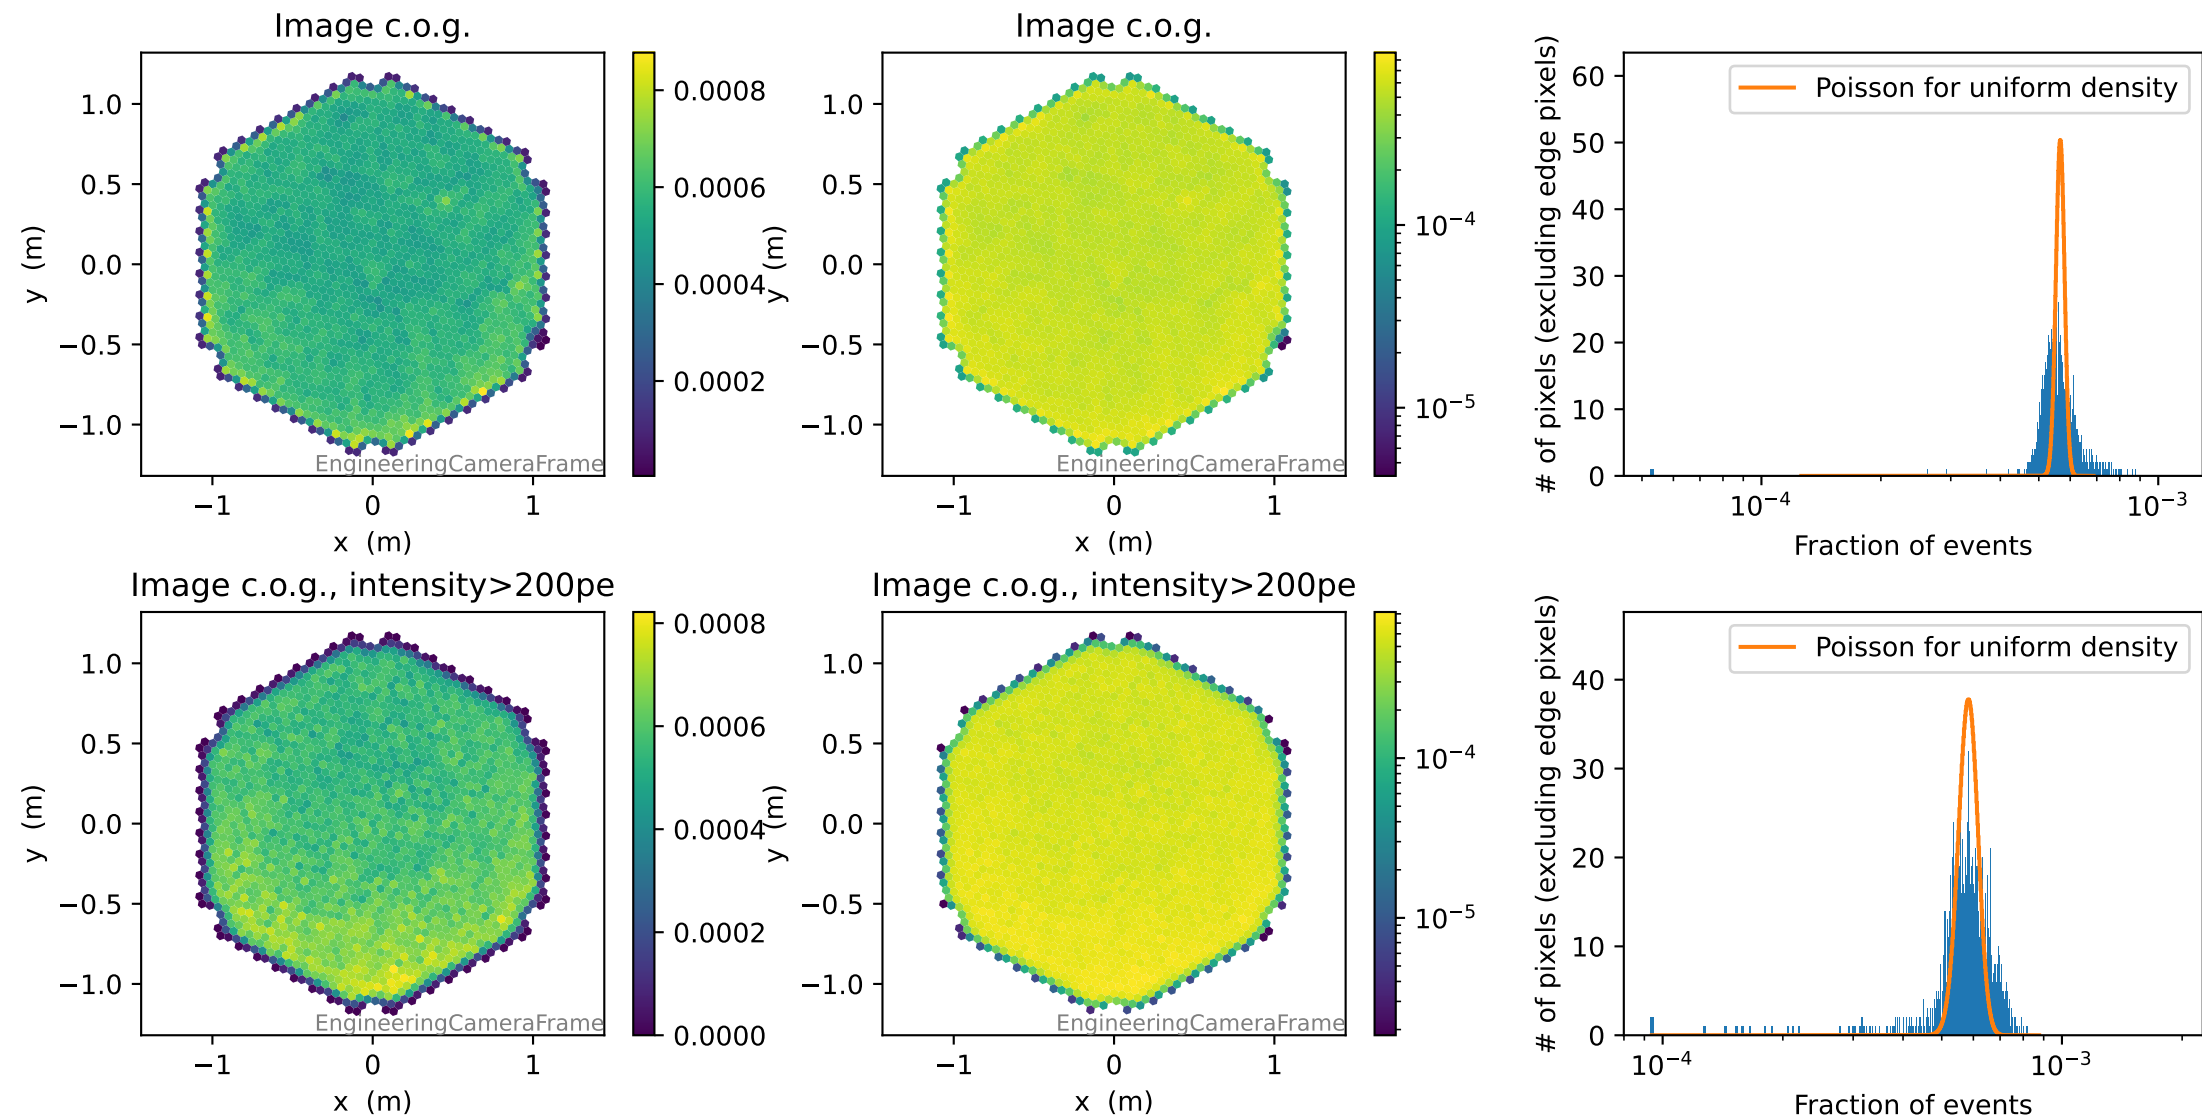 Image c.o.g.
1.0
0.5
0.0
−0.5
−1.0
y (m)
−1
0
1
x (m)
EngineeringCameraFrame
0.0008
0.0006
0.0004
0.0002
Image c.o.g.
1.0
0.5
0.0
−0.5
−1.0
y (m)
−1
0
1
x (m)
EngineeringCameraFrame
10⁻⁴
10⁻⁵
# of pixels (excluding edge pixels)
60
50
40
30
20
10
0
Poisson for uniform density
10⁻⁴
10⁻³
Fraction of events
Image c.o.g., intensity>200pe
1.0
0.5
0.0
−0.5
−1.0
y (m)
−1
0
1
x (m)
EngineeringCameraFrame
0.0008
0.0006
0.0004
0.0002
0.0000
Image c.o.g., intensity>200pe
1.0
0.5
0.0
−0.5
−1.0
y (m)
−1
0
1
x (m)
EngineeringCameraFrame
10⁻⁴
10⁻⁵
# of pixels (excluding edge pixels)
40
30
20
10
0
Poisson for uniform density
10⁻⁴
10⁻³
Fraction of events